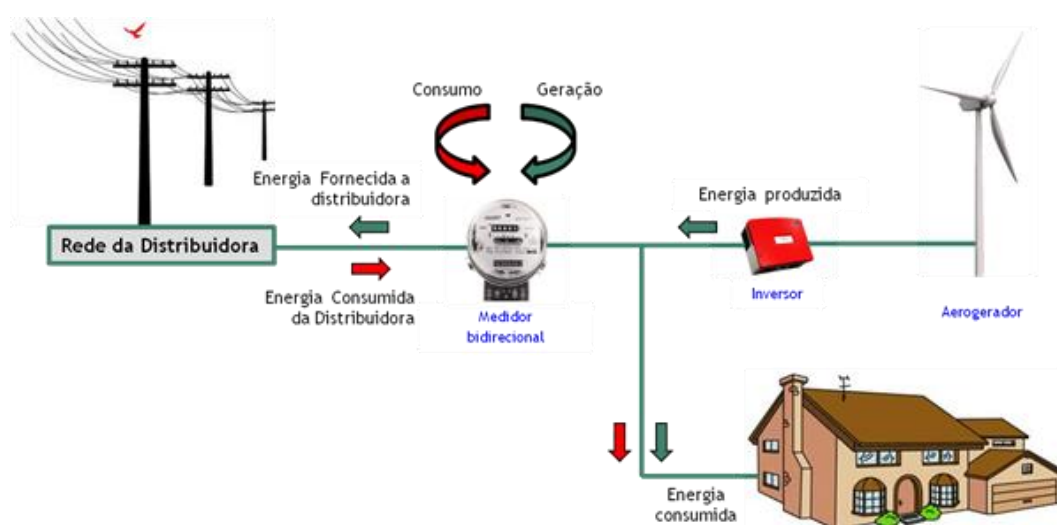 Consumo
Geração
Energia Fornecida a
distribuidora
Energia produzida
Rede da Distribuidora
Energia Consumida
da Distribuidora
Medidor
bidirecional
Inversor
Aerogerador
Energia
consumida